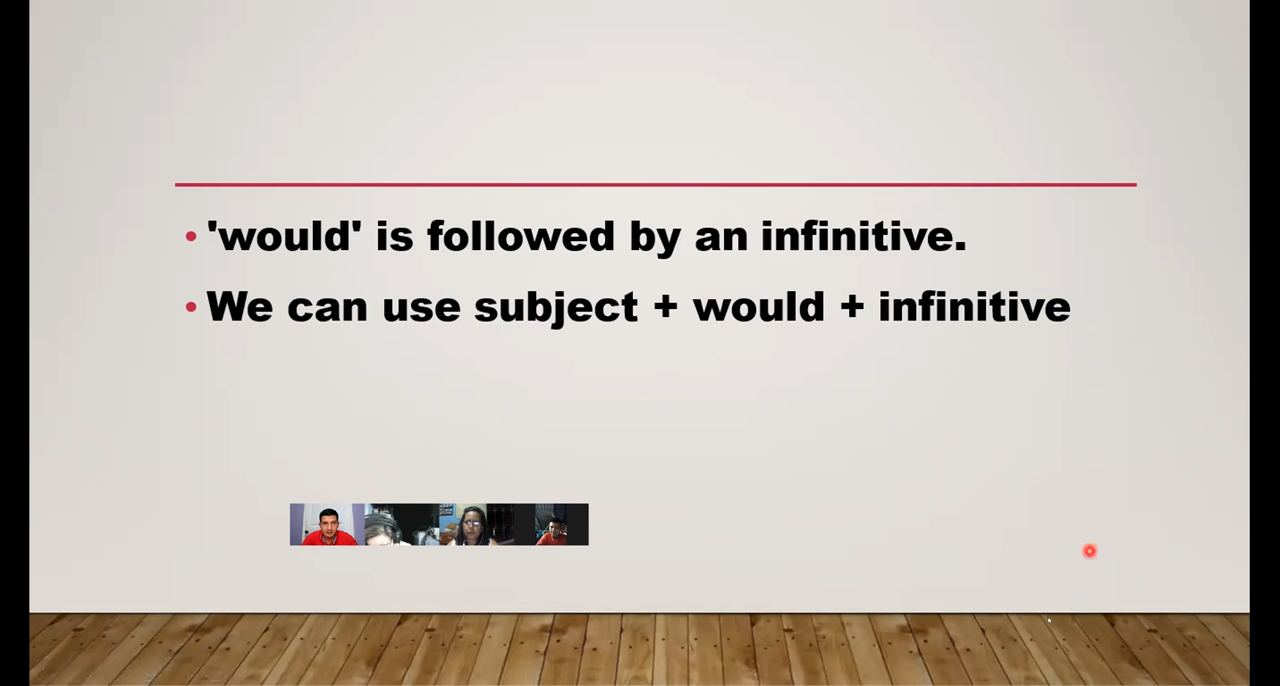 'would' is followed by an infinitive.
We can use subject + would + infinitive